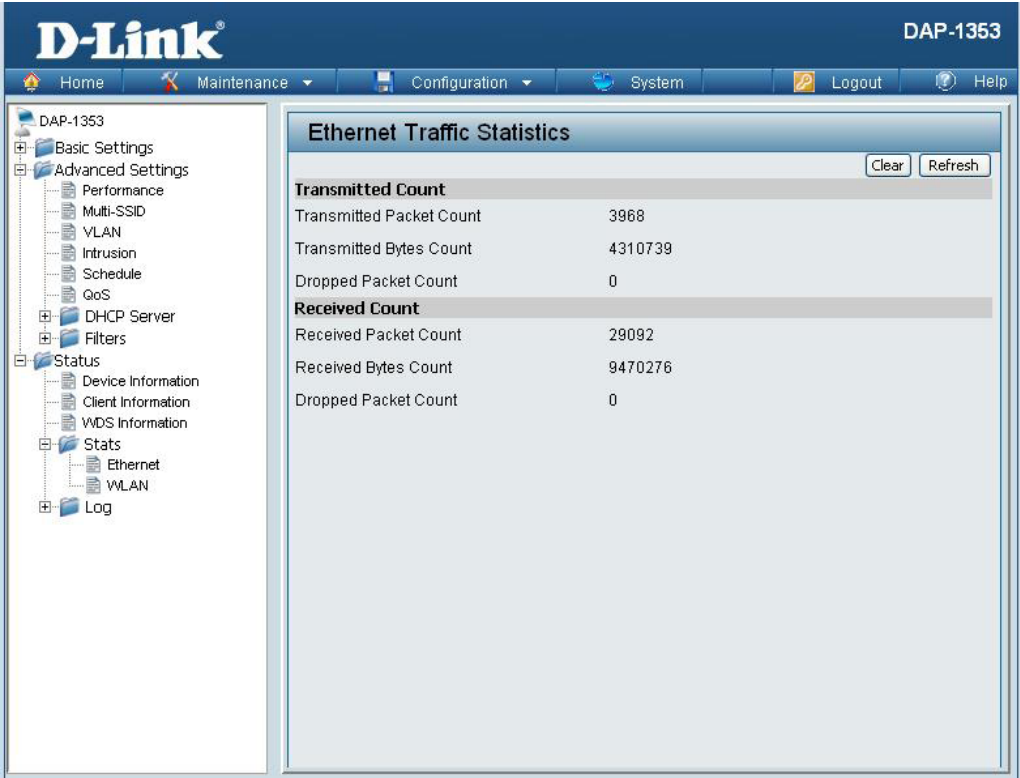 D-Link®
DAP-1353
Home Maintenance Configuration System Logout Help
DAP-1353
Basic Settings
Advanced Settings
Performance
Multi-SSID
VLAN
Intrusion
Schedule
QoS
DHCP Server
Filters
Status
Device Information
Client Information
WDS Information
Stats
Ethernet
WLAN
Log
Ethernet Traffic Statistics
Clear Refresh
Transmitted Count
Transmitted Packet Count 3968
Transmitted Bytes Count 4310739
Dropped Packet Count 0
Received Count
Received Packet Count 29092
Received Bytes Count 9470276
Dropped Packet Count 0